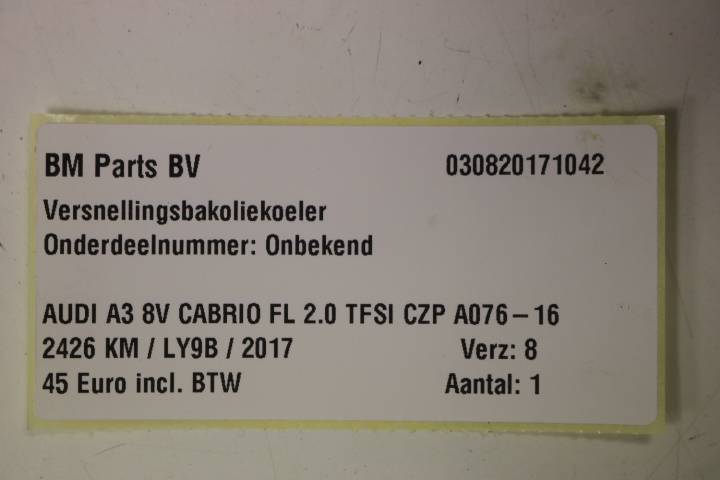 BM Parts BV 030820171042
Versnellingsbakoliekoeler
Onderdeelnummer: Onbekend
AUDI A3 8V CABRIO FL 2.0 TFSI CZP A076-16
2426 KM / LY9B / 2017 Verz: 8
45 Euro incl. BTW Aantal: 1